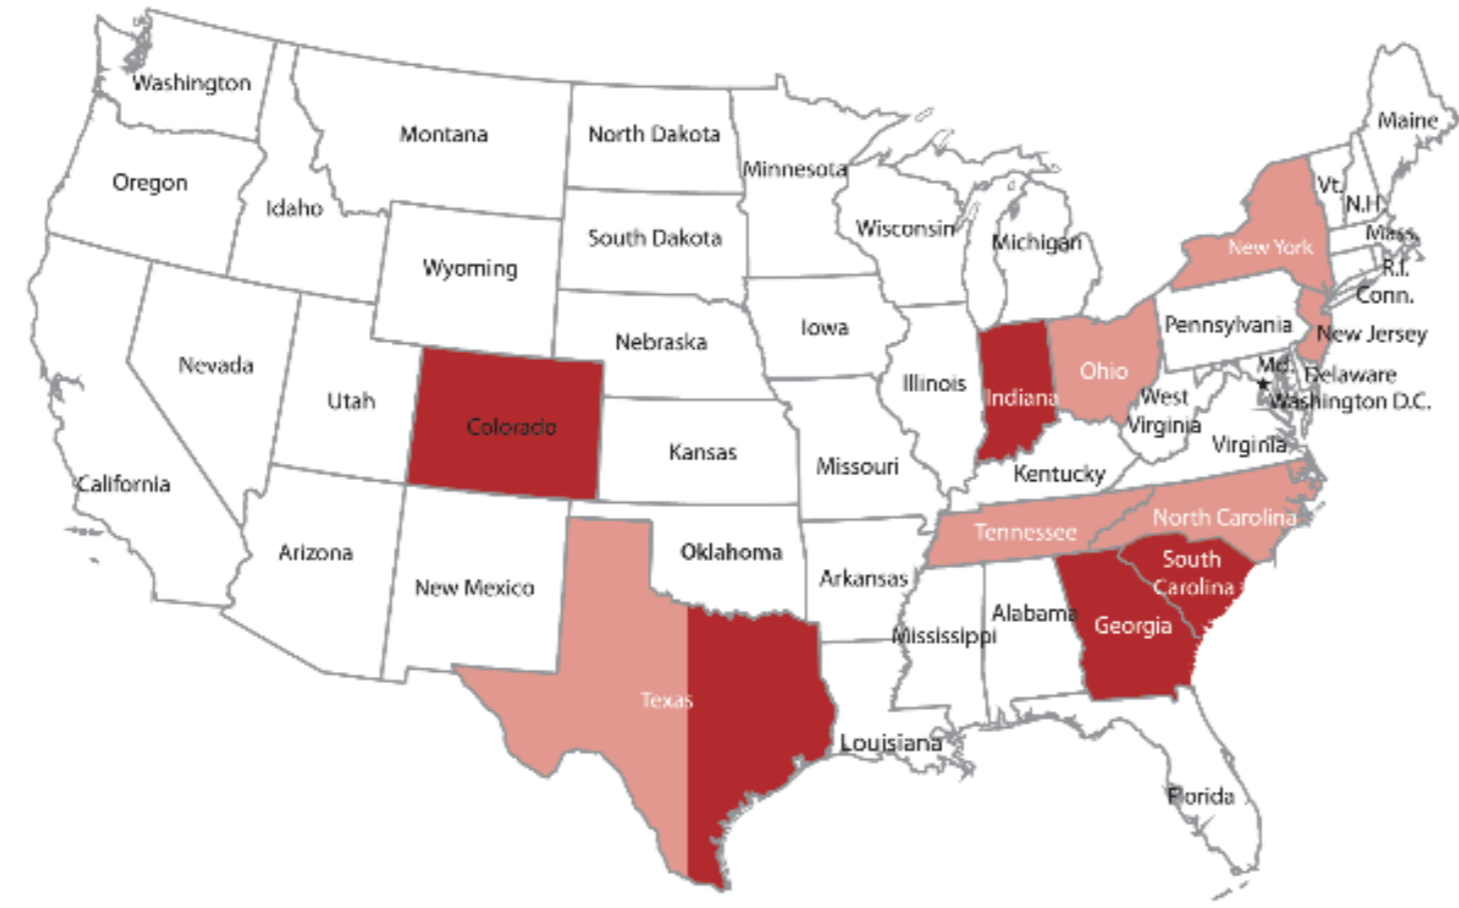 Washington
Montana
North Dakota
Minnesota
Maine
Oregon
Idaho
Vt.
N.H.
South Dakota
Wisconsin
Michigan
Mass.
New York
Wyoming
R.I.
Conn.
Iowa
Pennsylvania
New Jersey
Nebraska
Nevada
Utah
Illinois
Indiana
Ohio
Md.
Delaware
Washington D.C.
West
Virginia
Colorado
Kansas
Missouri
Kentucky
Virginia
California
Arizona
New Mexico
Oklahoma
Arkansas
Tennessee
North Carolina
South
Carolina
Mississippi
Alabama
Georgia
Texas
Louisiana
Florida